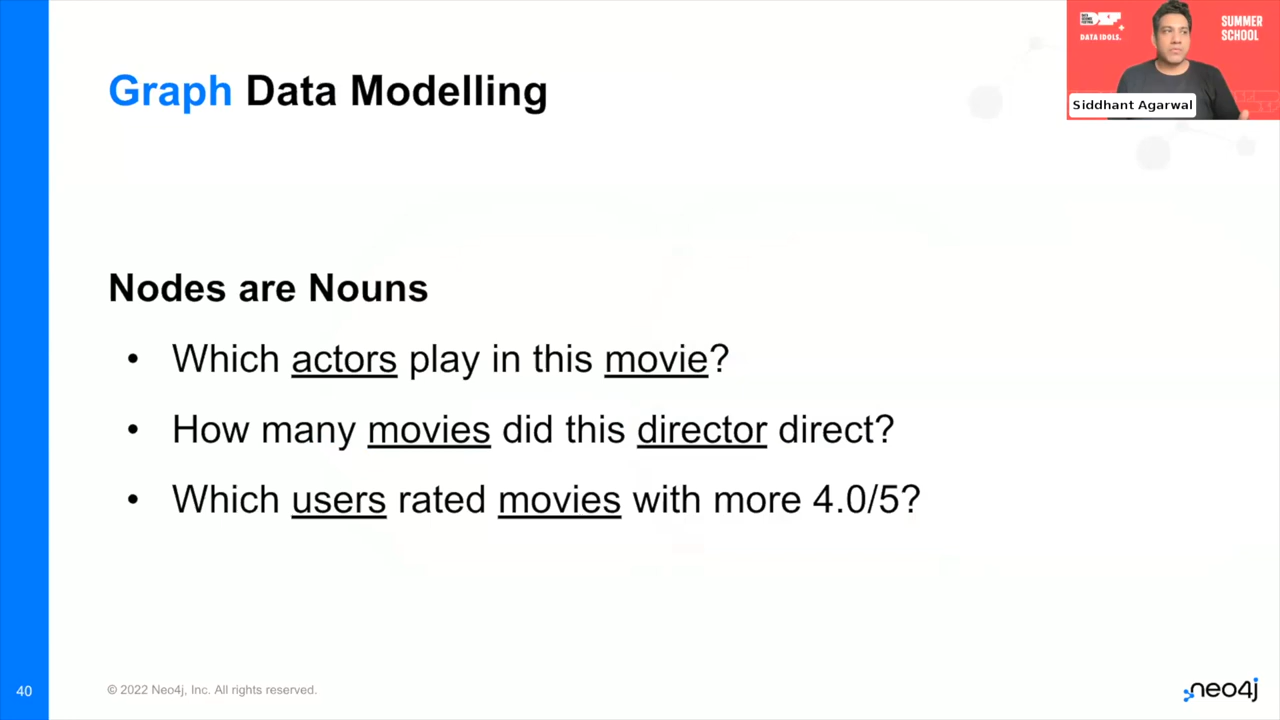 Graph Data Modelling
DATA IDOLS.
SUMMER
SCHOOL
Siddhant Agarwal
Nodes are Nouns
• Which actors play in this movie?
• How many movies did this director direct?
• Which users rated movies with more 4.0/5?
40
© 2022 Neo4j, Inc. All rights reserved.
neo4j